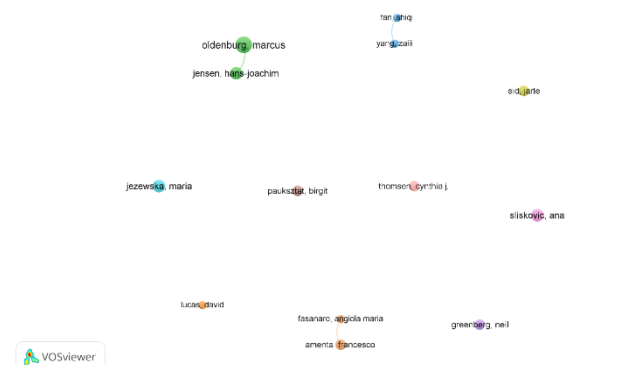 fan, shiqi
oldenburg, marcus
yang, zaili
jensen, hans-joachim
eid, jarle
jezewska, maria
pauksztat, birgit
thomsen, cynthia j.
sliskovic, ana
lucas, david
fasanaro, angiola maria
greenberg, neil
amenta, francesco
VOSviewer